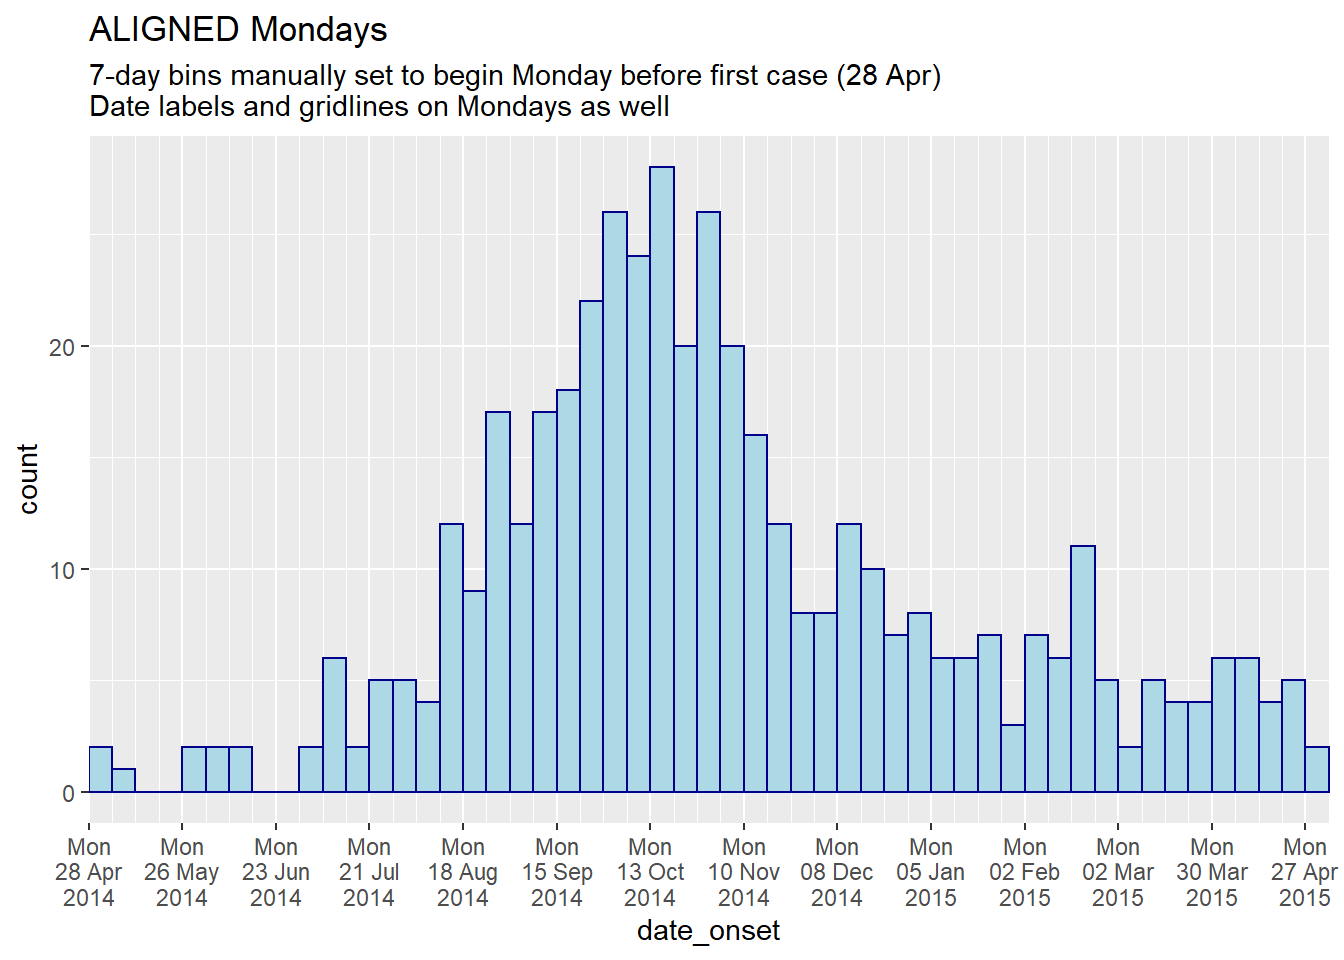 ALIGNED Mondays
7-day bins manually set to begin Monday before first case (28 Apr)
Date labels and gridlines on Mondays as well
count
20
10
0
Mon Mon Mon Mon Mon Mon Mon Mon Mon Mon Mon Mon Mon Mon
28 Apr 26 May 23 Jun 21 Jul 18 Aug 15 Sep 13 Oct 10 Nov 08 Dec 05 Jan 02 Feb 02 Mar 30 Mar 27 Apr
2014 2014 2014 2014 2014 2014 2014 2014 2014 2015 2015 2015 2015 2015
date_onset